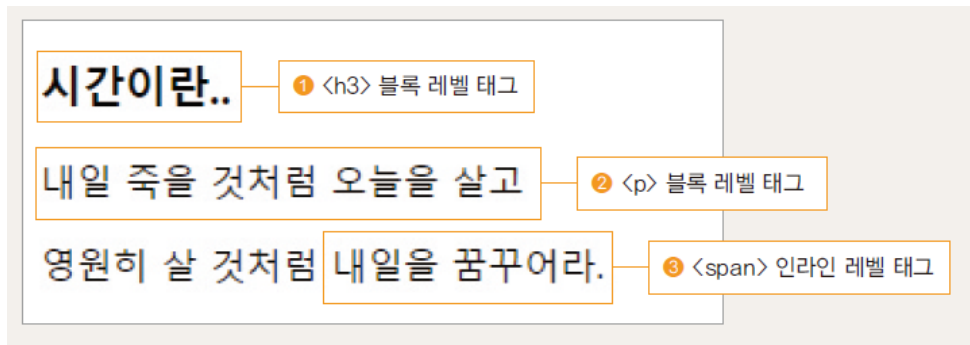 시간이란..
❶ <h3> 블록 레벨 태그
내일 죽을 것처럼 오늘을 살고
❷ <p> 블록 레벨 태그
영원히 살 것처럼 내일을 꿈꾸어라.
❸ <span> 인라인 레벨 태그